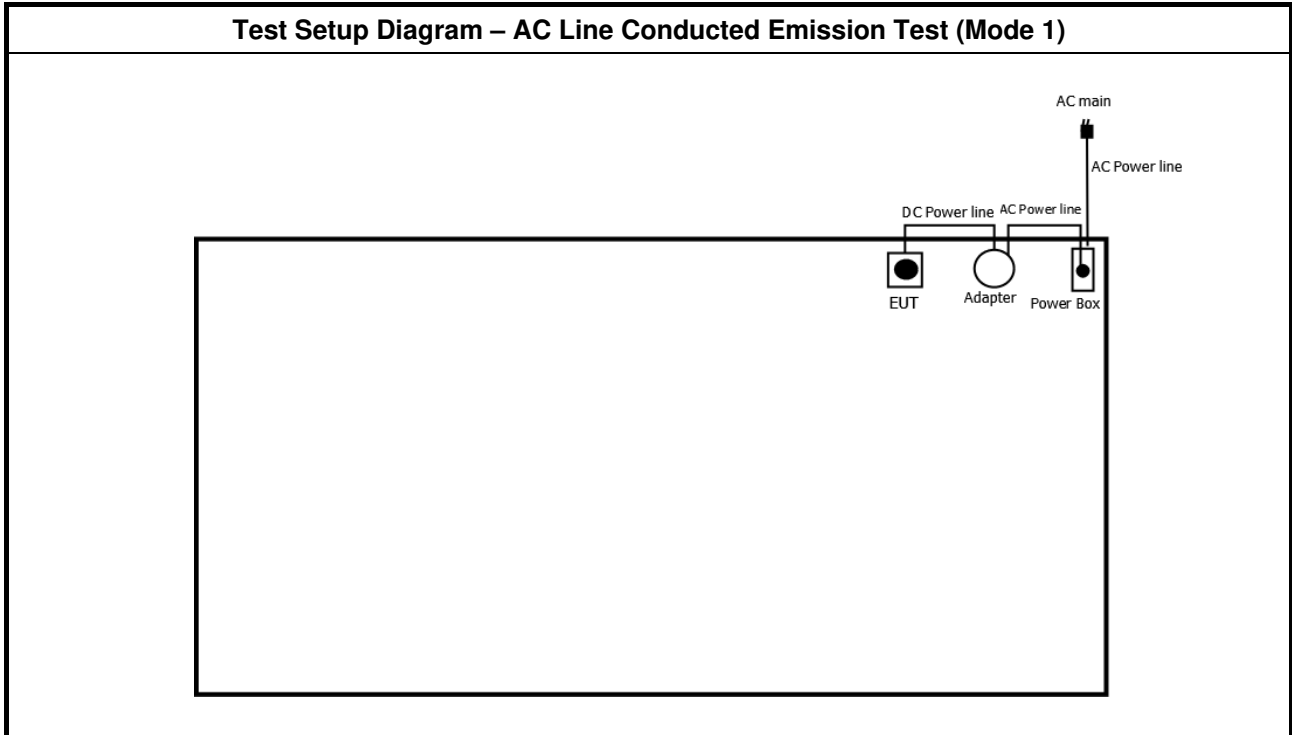 Test Setup Diagram – AC Line Conducted Emission Test (Mode 1)
AC main
AC Power line
DC Power line
AC Power line
EUT
Adapter
Power Box